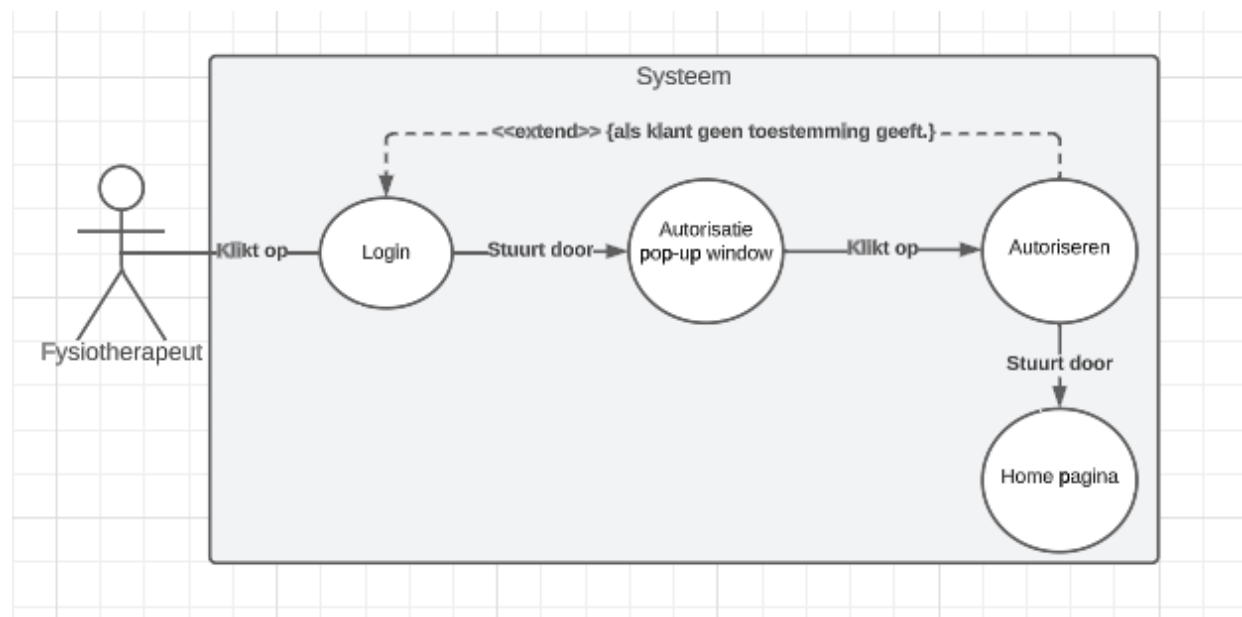 Systeem
<<extend>> {als klant geen toestemming geeft.}
Klikt op
Login
Stuurt door
Autorisatie
pop-up window
Klikt op
Autoriseren
Fysiotherapeut
Stuurt door
Home pagina